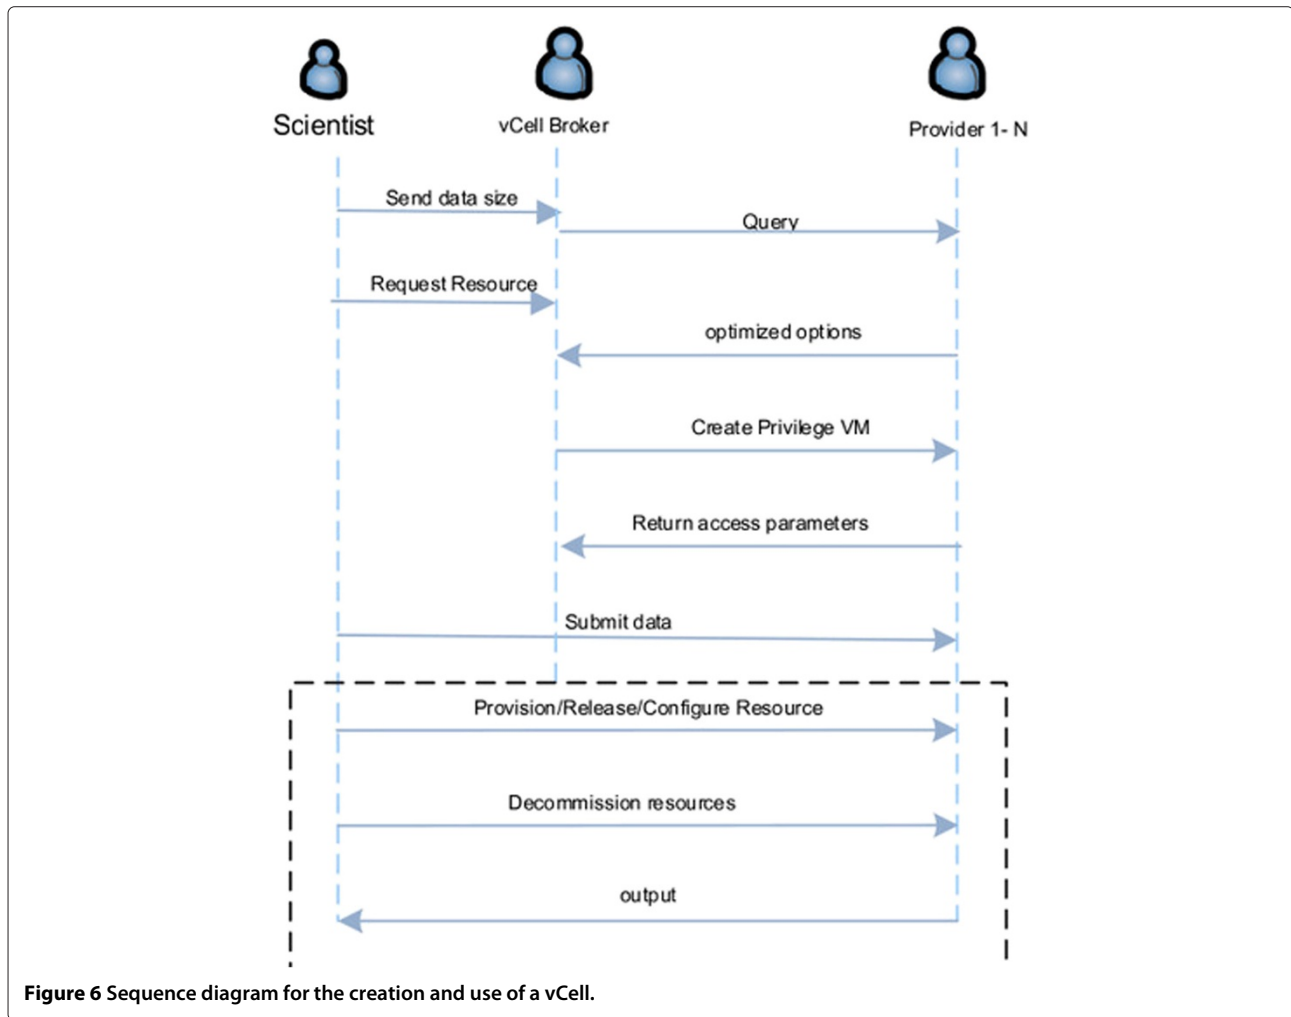 Scientist
vCell Broker
Provider 1- N
Send data size
Query
Request Resource
optimized options
Create Privilege VM
Return access parameters
Submit data
Provision/Release/Configure Resource
Decommission resources
output
Figure 6 Sequence diagram for the creation and use of a vCell.